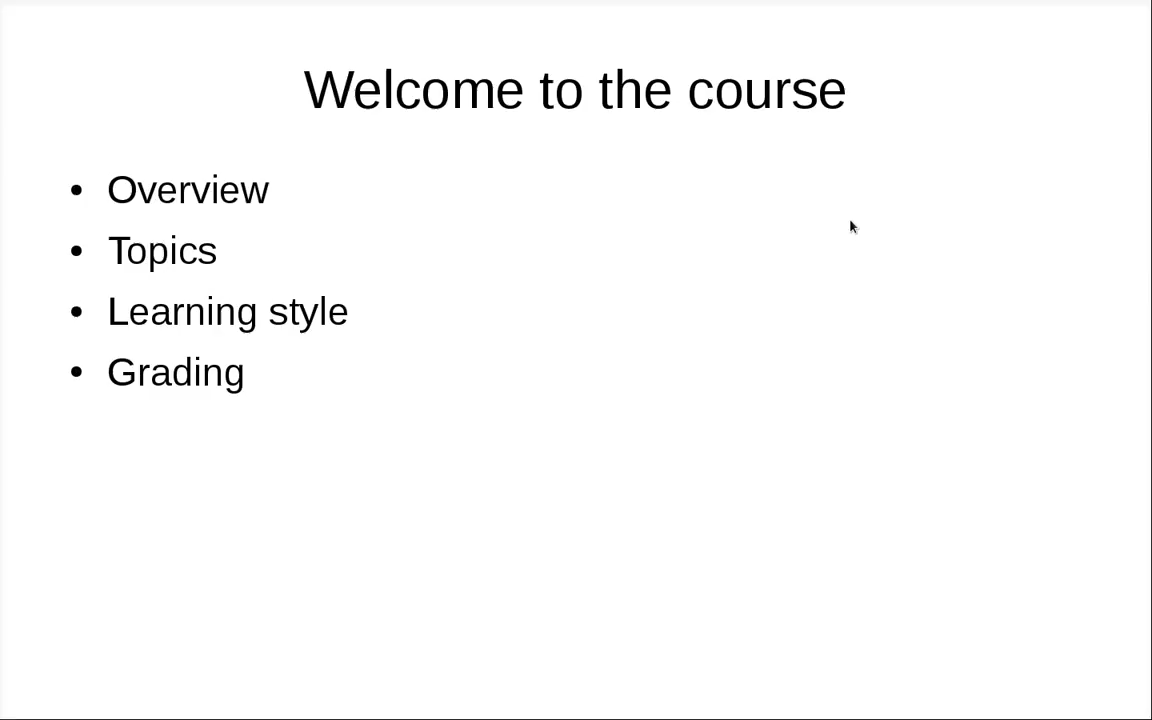 Welcome to the course
• Overview
• Topics
• Learning style
• Grading